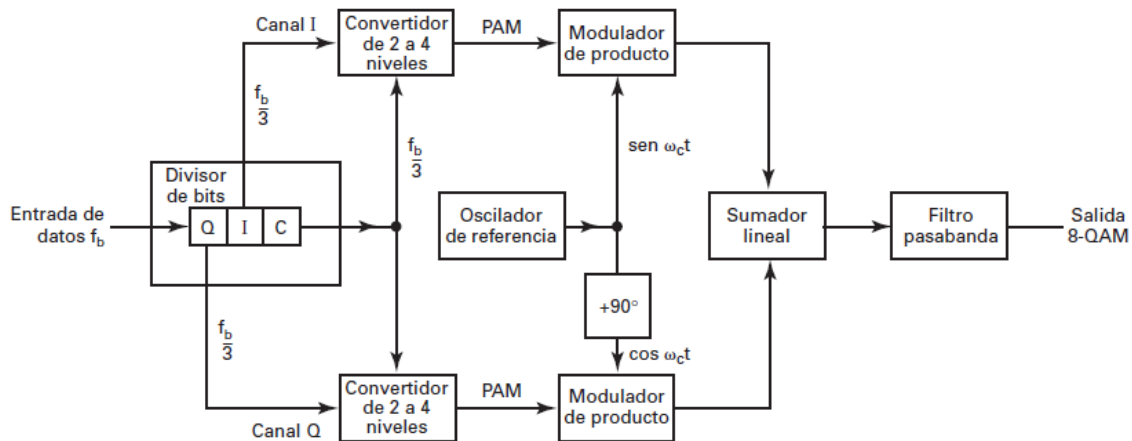 Canal I
Convertidor
de 2 a 4
niveles
PAM
Modulador
de producto
f_b
3
f_b
3
sen ω_ct
Divisor
de bits
Entrada de
datos f_b
Q I C
Oscilador
de referencia
Sumador
lineal
Filtro
pasabanda
Salida
8-QAM
+90°
f_b
3
cos ω_ct
Convertidor
de 2 a 4
niveles
PAM
Modulador
de producto
Canal Q